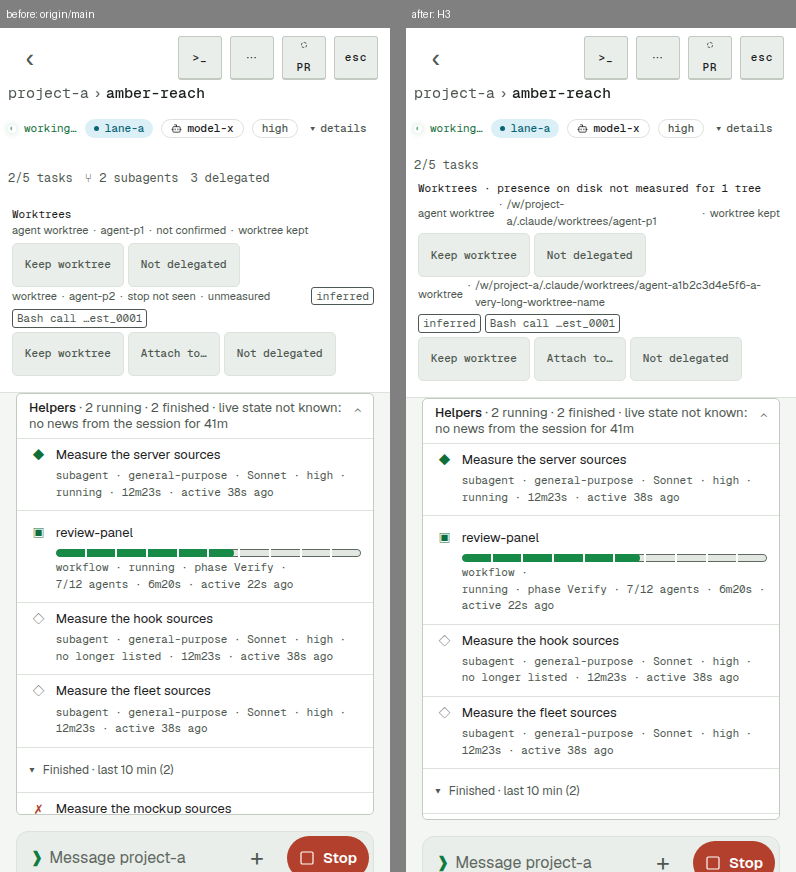 before: origin/main
>_
···
PR
esc
project-a › amber-reach
working…
lane-a
model-x
high
▾ details
2/5 tasks
2 subagents
3 delegated
Worktrees
agent worktree · agent-p1 · not confirmed · worktree kept
Keep worktree
Not delegated
worktree · agent-p2 · stop not seen · unmeasured
inferred
Bash call …est_0001
Keep worktree
Attach to…
Not delegated
Helpers · 2 running · 2 finished · live state not known:
no news from the session for 41m
Measure the server sources
subagent · general-purpose · Sonnet · high ·
running · 12m23s · active 38s ago
review-panel
workflow · running · phase Verify ·
7/12 agents · 6m20s · active 22s ago
Measure the hook sources
subagent · general-purpose · Sonnet · high ·
no longer listed · 12m23s · active 38s ago
Measure the fleet sources
subagent · general-purpose · Sonnet · high ·
12m23s · active 38s ago
▾ Finished · last 10 min (2)
✗ Measure the mockup sources
❱ Message project-a
+
Stop
after: H3
>_
···
PR
esc
project-a › amber-reach
working…
lane-a
model-x
high
▾ details
2/5 tasks
Worktrees · presence on disk not measured for 1 tree
agent worktree
· /w/project-
a/.claude/worktrees/agent-p1
· worktree kept
Keep worktree
Not delegated
worktree
· /w/project-a/.claude/worktrees/agent-a1b2c3d4e5f6-a-
very-long-worktree-name
inferred
Bash call …est_0001
Keep worktree
Attach to…
Not delegated
Helpers · 2 running · 2 finished · live state not known:
no news from the session for 41m
Measure the server sources
subagent · general-purpose · Sonnet · high ·
running · 12m23s · active 38s ago
review-panel
workflow ·
running · phase Verify · 7/12 agents · 6m20s ·
active 22s ago
Measure the hook sources
subagent · general-purpose · Sonnet · high ·
no longer listed · 12m23s · active 38s ago
Measure the fleet sources
subagent · general-purpose · Sonnet · high ·
12m23s · active 38s ago
▾ Finished · last 10 min (2)
❱ Message project-a
+
Stop